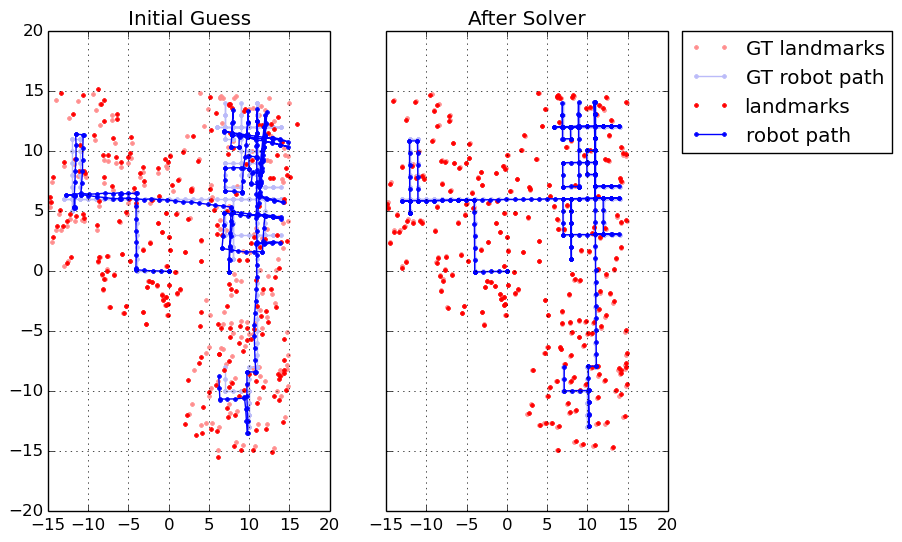 Initial Guess
After Solver
20
15
10
5
0
−5
−10
−15
−20
−15 −10 −5 0 5 10 15 20
−15 −10 −5 0 5 10 15 20
GT landmarks
GT robot path
landmarks
robot path